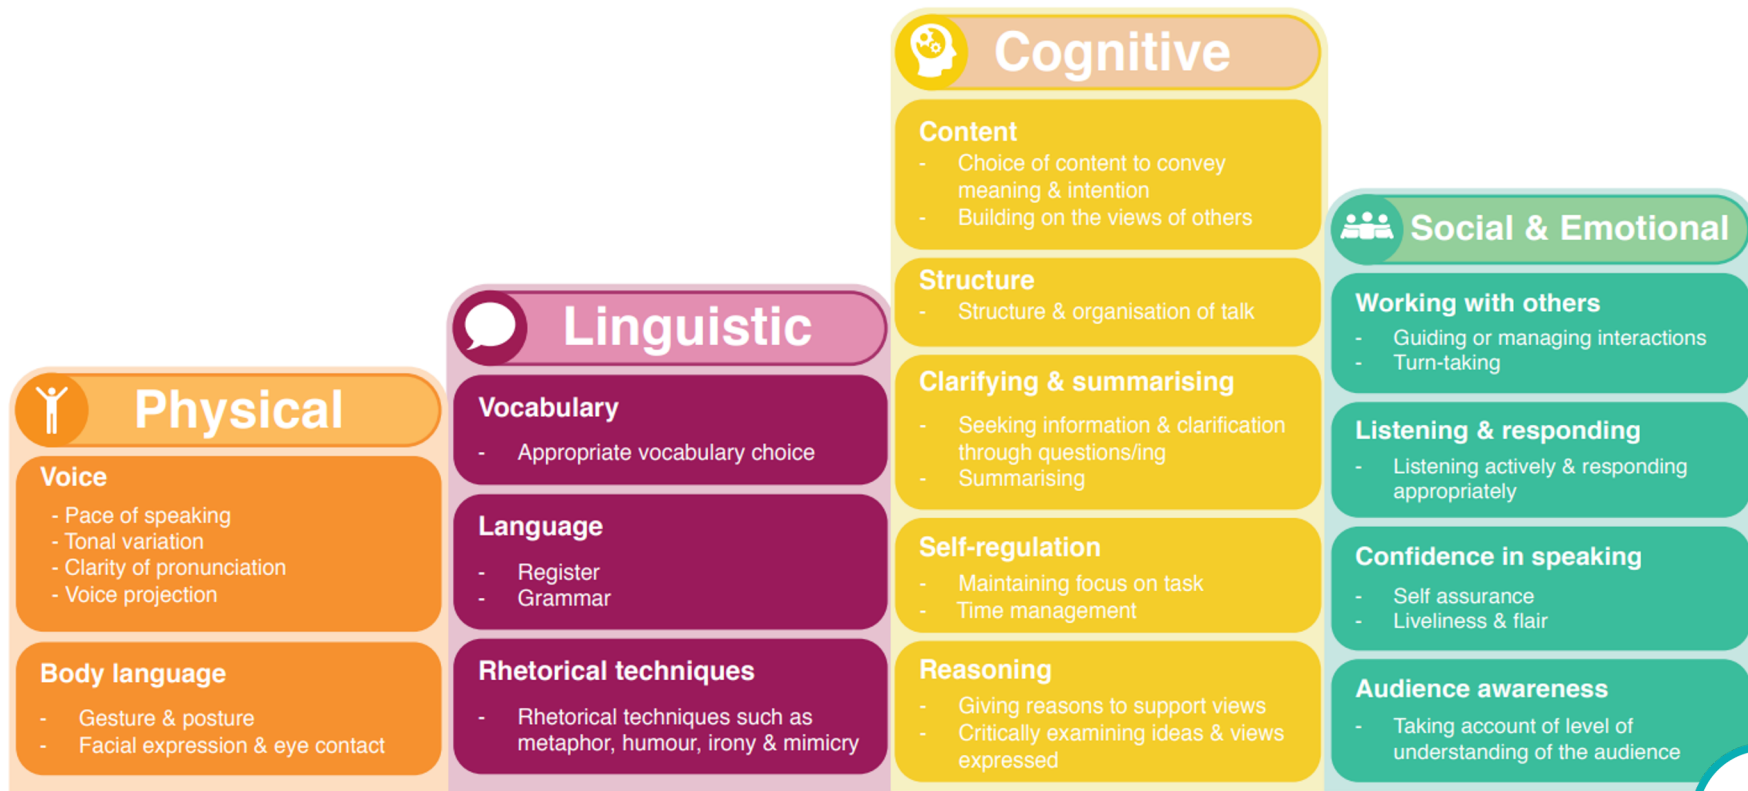 Physical
Voice
- Pace of speaking
- Tonal variation
- Clarity of pronunciation
- Voice projection
Body language
- Gesture & posture
- Facial expression & eye contact
Linguistic
Vocabulary
- Appropriate vocabulary choice
Language
- Register
- Grammar
Rhetorical techniques
- Rhetorical techniques such as
metaphor, humour, irony & mimicry
Cognitive
Content
- Choice of content to convey
meaning & intention
- Building on the views of others
Structure
- Structure & organisation of talk
Clarifying & summarising
- Seeking information & clarification
through questions/ing
- Summarising
Self-regulation
- Maintaining focus on task
- Time management
Reasoning
- Giving reasons to support views
- Critically examining ideas & views
expressed
Social & Emotional
Working with others
- Guiding or managing interactions
- Turn-taking
Listening & responding
- Listening actively & responding
appropriately
Confidence in speaking
- Self assurance
- Liveliness & flair
Audience awareness
- Taking account of level of
understanding of the audience